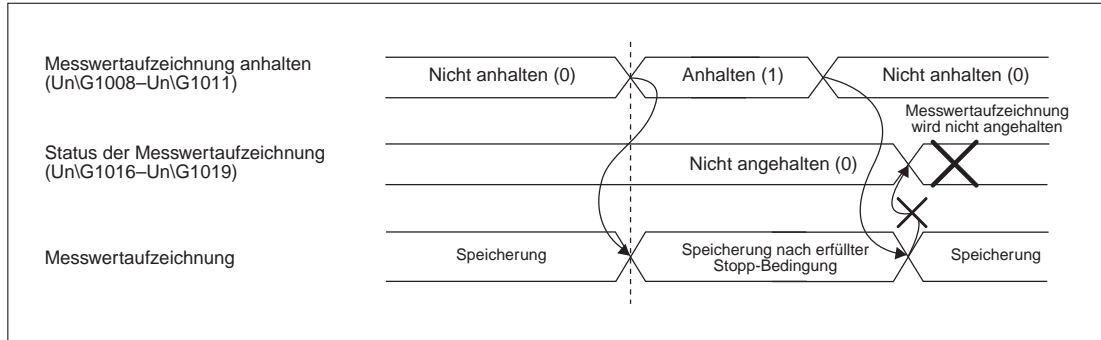 Messwertaufzeichnung anhalten
(Un\G1008–Un\G1011)
Nicht anhalten (0)
Anhalten (1)
Nicht anhalten (0)
Messwertaufzeichnung
wird nicht angehalten
Status der Messwertaufzeichnung
(Un\G1016–Un\G1019)
Nicht angehalten (0)
Messwertaufzeichnung
Speicherung
Speicherung nach erfüllter
Stopp-Bedingung
Speicherung